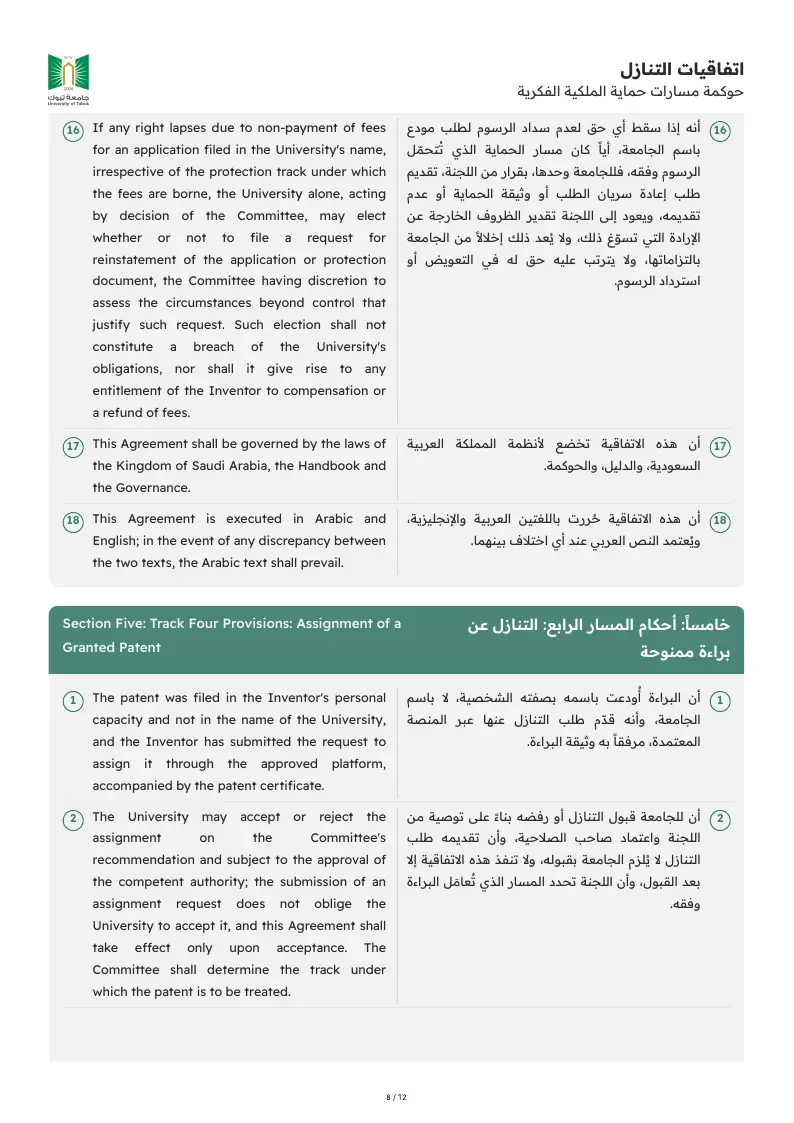 اتفاقيات التنازل
حوكمة مسارات حماية الملكية الفكرية
جامعة تبوك
University of Tabuk
16
If any right lapses due to non-payment of fees
for an application filed in the University's name,
irrespective of the protection track under which
the fees are borne, the University alone, acting
by decision of the Committee, may elect
whether or not to file a request for
reinstatement of the application or protection
document, the Committee having discretion to
assess the circumstances beyond control that
justify such request. Such election shall not
constitute a breach of the University's
obligations, nor shall it give rise to any
entitlement of the Inventor to compensation or
a refund of fees.
16
أنه إذا سقط أي حق لعدم سداد الرسوم لطلب مودع
باسم الجامعة، أياً كان مسار الحماية الذي تُتحمّل
الرسوم وفقه، فللجامعة وحدها، بقرار من اللجنة، تقديم
طلب إعادة سريان الطلب أو وثيقة الحماية أو عدم
تقديمه، ويعود إلى اللجنة تقدير الظروف الخارجة عن
الإرادة التي تسوّغ ذلك، ولا يُعد ذلك إخلالاً من الجامعة
بالتزاماتها، ولا يترتب عليه حق له في التعويض أو
استرداد الرسوم.
17
This Agreement shall be governed by the laws of
the Kingdom of Saudi Arabia, the Handbook and
the Governance.
17
أن هذه الاتفاقية تخضع لأنظمة المملكة العربية
السعودية، والدليل، والحوكمة.
18
This Agreement is executed in Arabic and
English; in the event of any discrepancy between
the two texts, the Arabic text shall prevail.
18
أن هذه الاتفاقية حُررت باللغتين العربية والإنجليزية،
ويُعتمد النص العربي عند أي اختلاف بينهما.
Section Five: Track Four Provisions: Assignment of a
Granted Patent
خامساً: أحكام المسار الرابع: التنازل عن
براءة ممنوحة
1
The patent was filed in the Inventor's personal
capacity and not in the name of the University,
and the Inventor has submitted the request to
assign it through the approved platform,
accompanied by the patent certificate.
1
أن البراءة أُودعت باسمه بصفته الشخصية، لا باسم
الجامعة، وأنه قدّم طلب التنازل عنها عبر المنصة
المعتمدة، مرفقاً به وثيقة البراءة.
2
The University may accept or reject the
assignment on the Committee's
recommendation and subject to the approval of
the competent authority; the submission of an
assignment request does not oblige the
University to accept it, and this Agreement shall
take effect only upon acceptance. The
Committee shall determine the track under
which the patent is to be treated.
2
أن للجامعة قبول التنازل أو رفضه بناءً على توصية من
اللجنة واعتماد صاحب الصلاحية، وأن تقديمه طلب
التنازل لا يُلزم الجامعة بقبوله، ولا تنفذ هذه الاتفاقية إلا
بعد القبول، وأن اللجنة تحدد المسار الذي تُعامَل البراءة
وفقه.
8 / 12